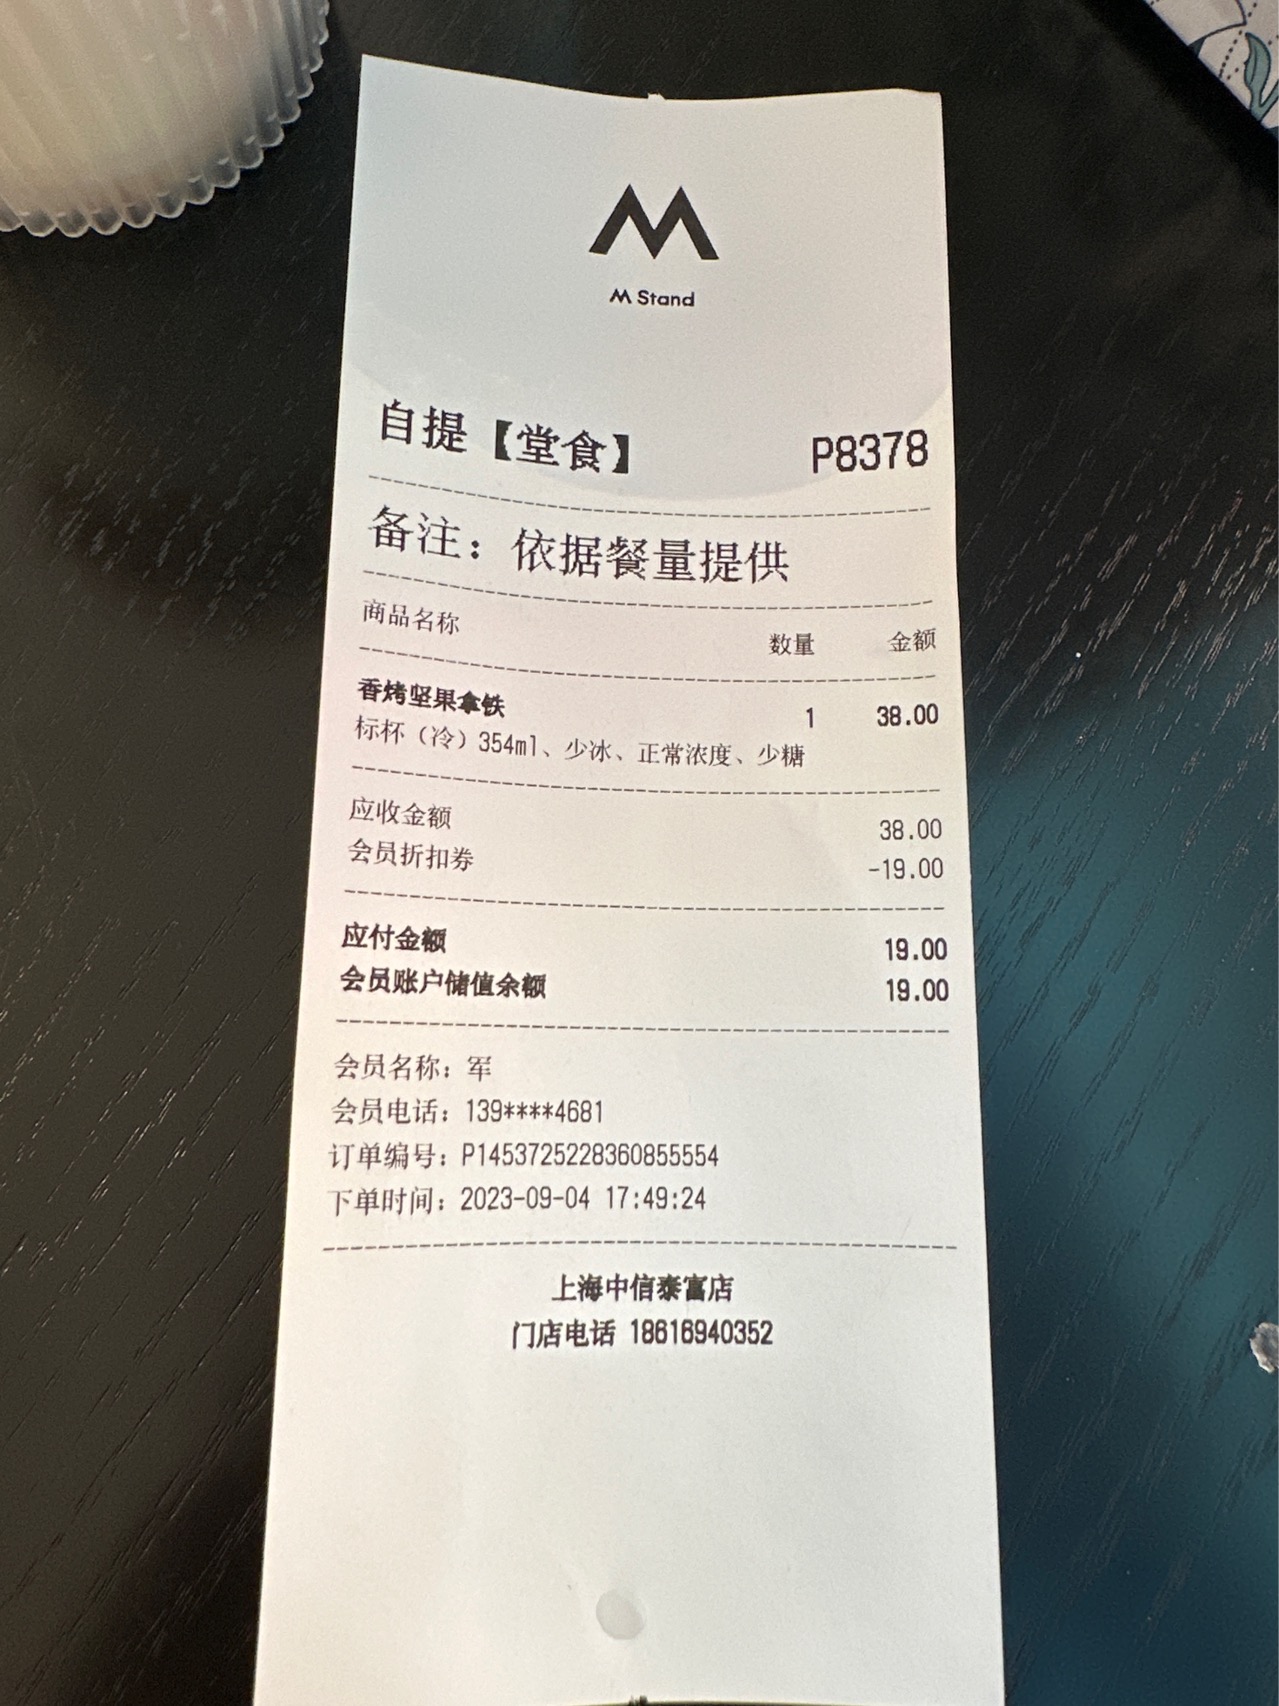 M Stand
自提【堂食】 P8378
备注：依据餐量提供
商品名称 数量 金额
香烤坚果拿铁 1 38.00
标杯（冷）354ml、少冰、正常浓度、少糖
应收金额 38.00
会员折扣券 -19.00
应付金额 19.00
会员账户储值余额 19.00
会员名称：军
会员电话：139****4681
订单编号：P1453725228360855554
下单时间：2023-09-04 17:49:24
上海中信泰富店
门店电话 18616940352